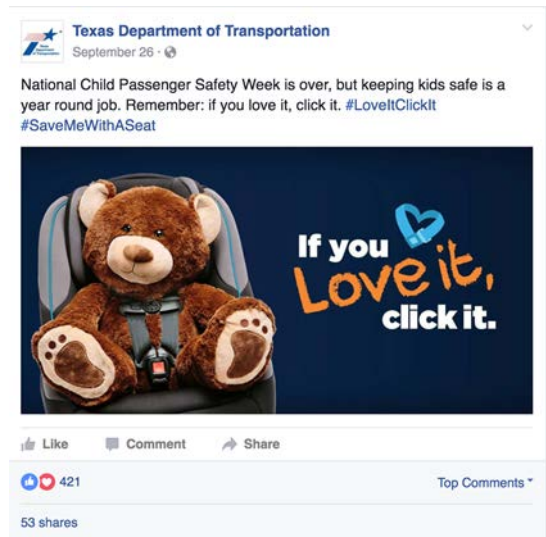 Texas Department of Transportation
September 26 ·
National Child Passenger Safety Week is over, but keeping kids safe is a
year round job. Remember: if you love it, click it. #LoveItClickIt
#SaveMeWithASeat
If you
Love it,
click it.
Like Comment Share
421 Top Comments
53 shares